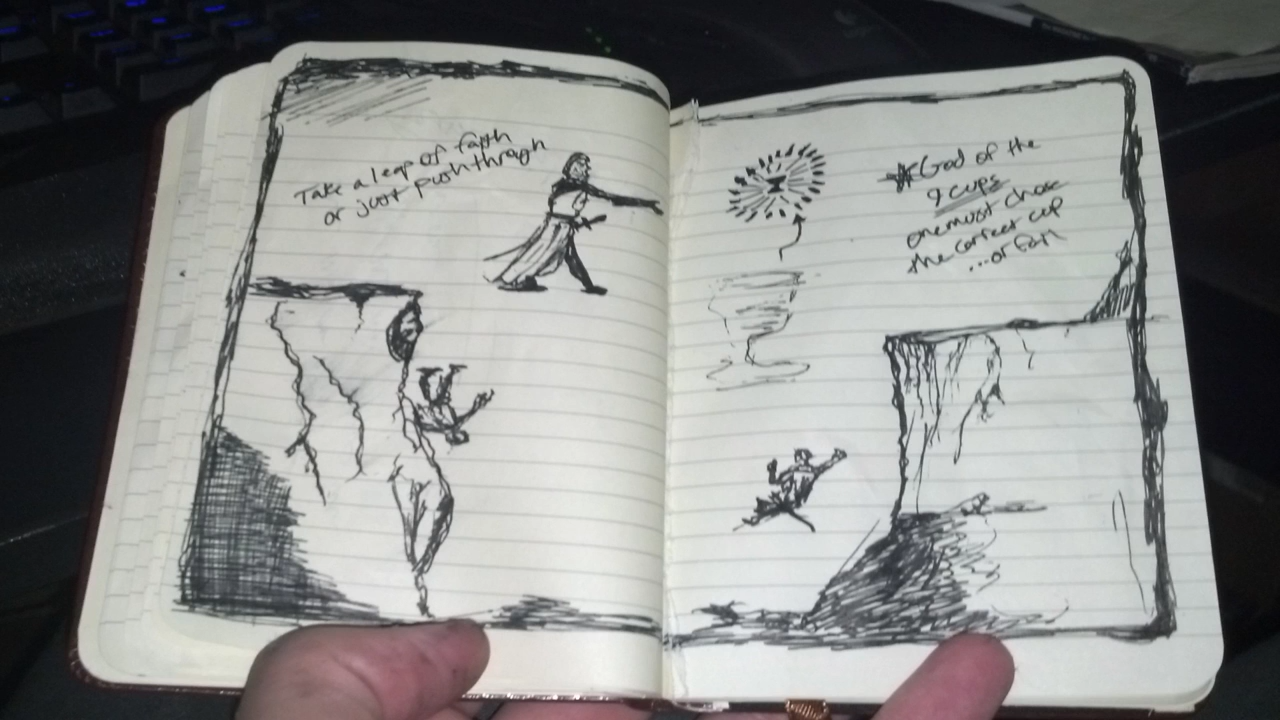 Take a leap of faith
or just push through
*God of the
9 cups
one must chose
the correct cup
...or fall